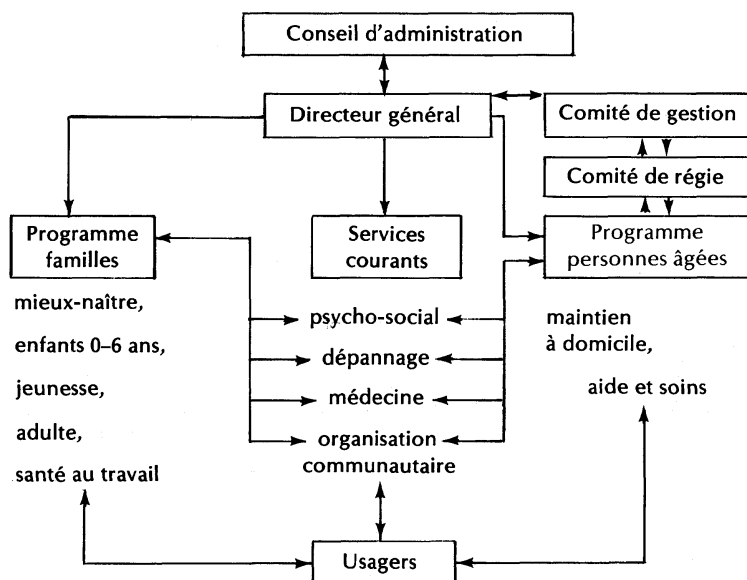 Conseil d'administration
Directeur général
Comité de gestion
Comité de régie
Programme
familles
Services
courants
Programme
personnes âgées
mieux-naître,
enfants 0–6 ans,
jeunesse,
adulte,
santé au travail
psycho-social
dépannage
médecine
organisation
communautaire
maintien
à domicile,
aide et soins
Usagers